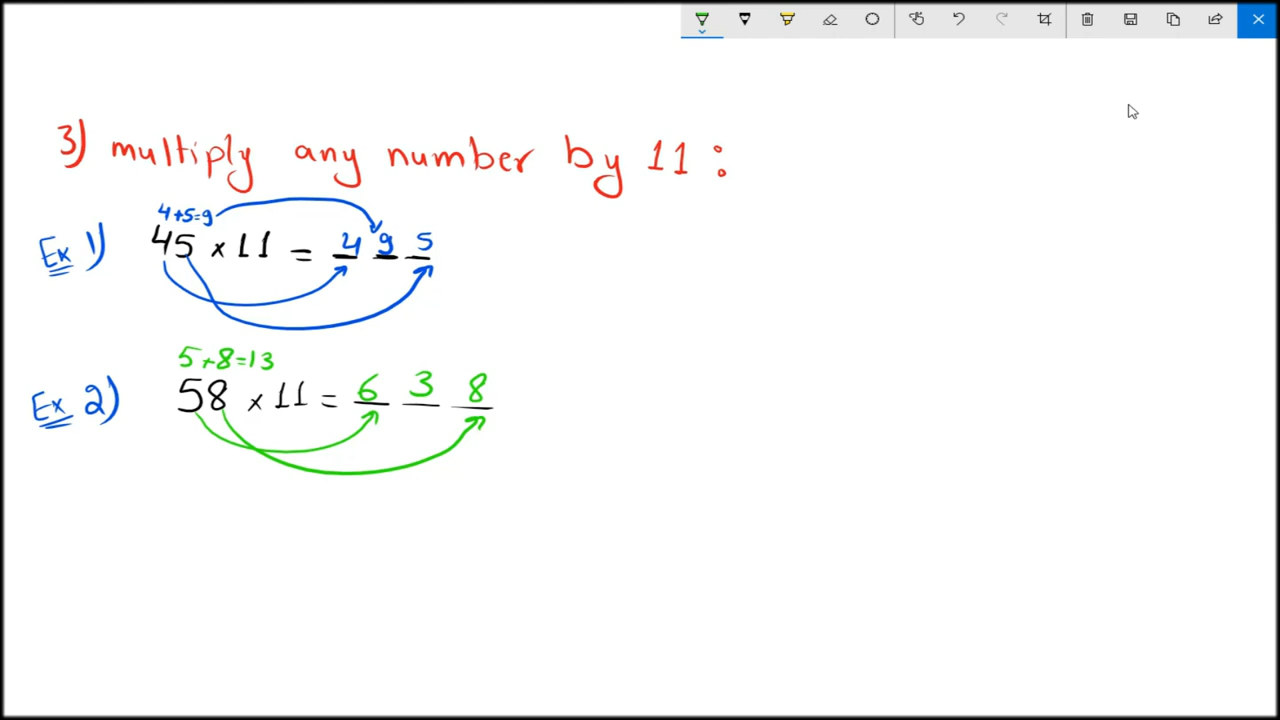 3) multiply any number by 11 :
4+5=9
Ex 1) 45 × 11 = 4 9 5
5+8=13
Ex 2) 58 × 11 = 6 3 8